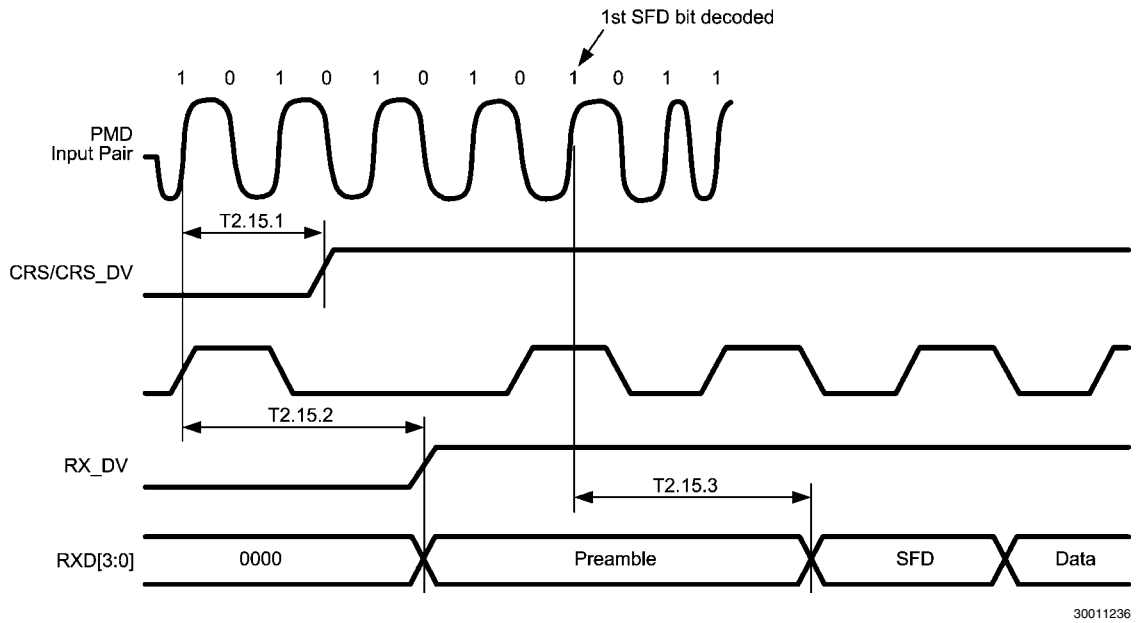 1st SFD bit decoded
1 0 1 0 1 0 1 0 1 0 1 1
PMD
Input Pair
T2.15.1
CRS/CRS_DV
T2.15.2
RX_DV
T2.15.3
RXD[3:0]
0000
Preamble
SFD
Data
30011236